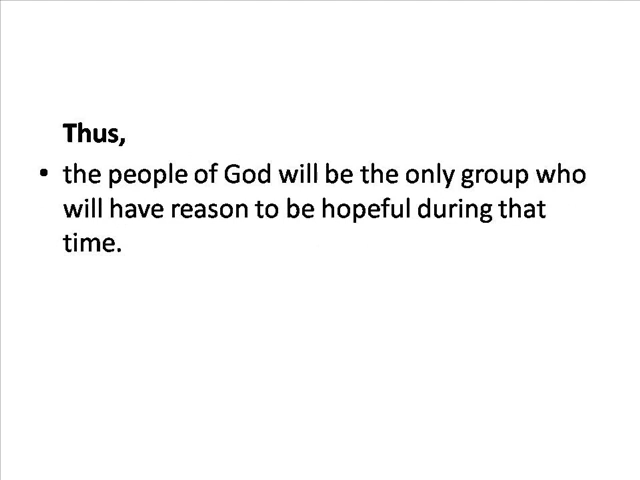 Thus,
• the people of God will be the only group who
will have reason to be hopeful during that
time.